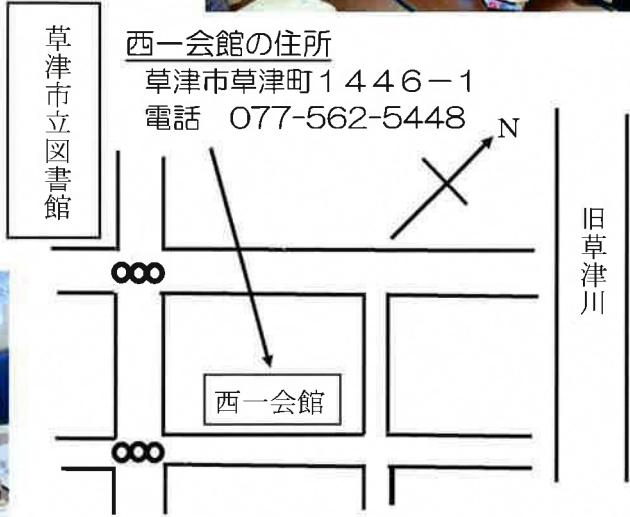 草津市立図書館
西一会館の住所
草津市草津町1446-1
電話 077-562-5448
N
旧草津川
西一会館